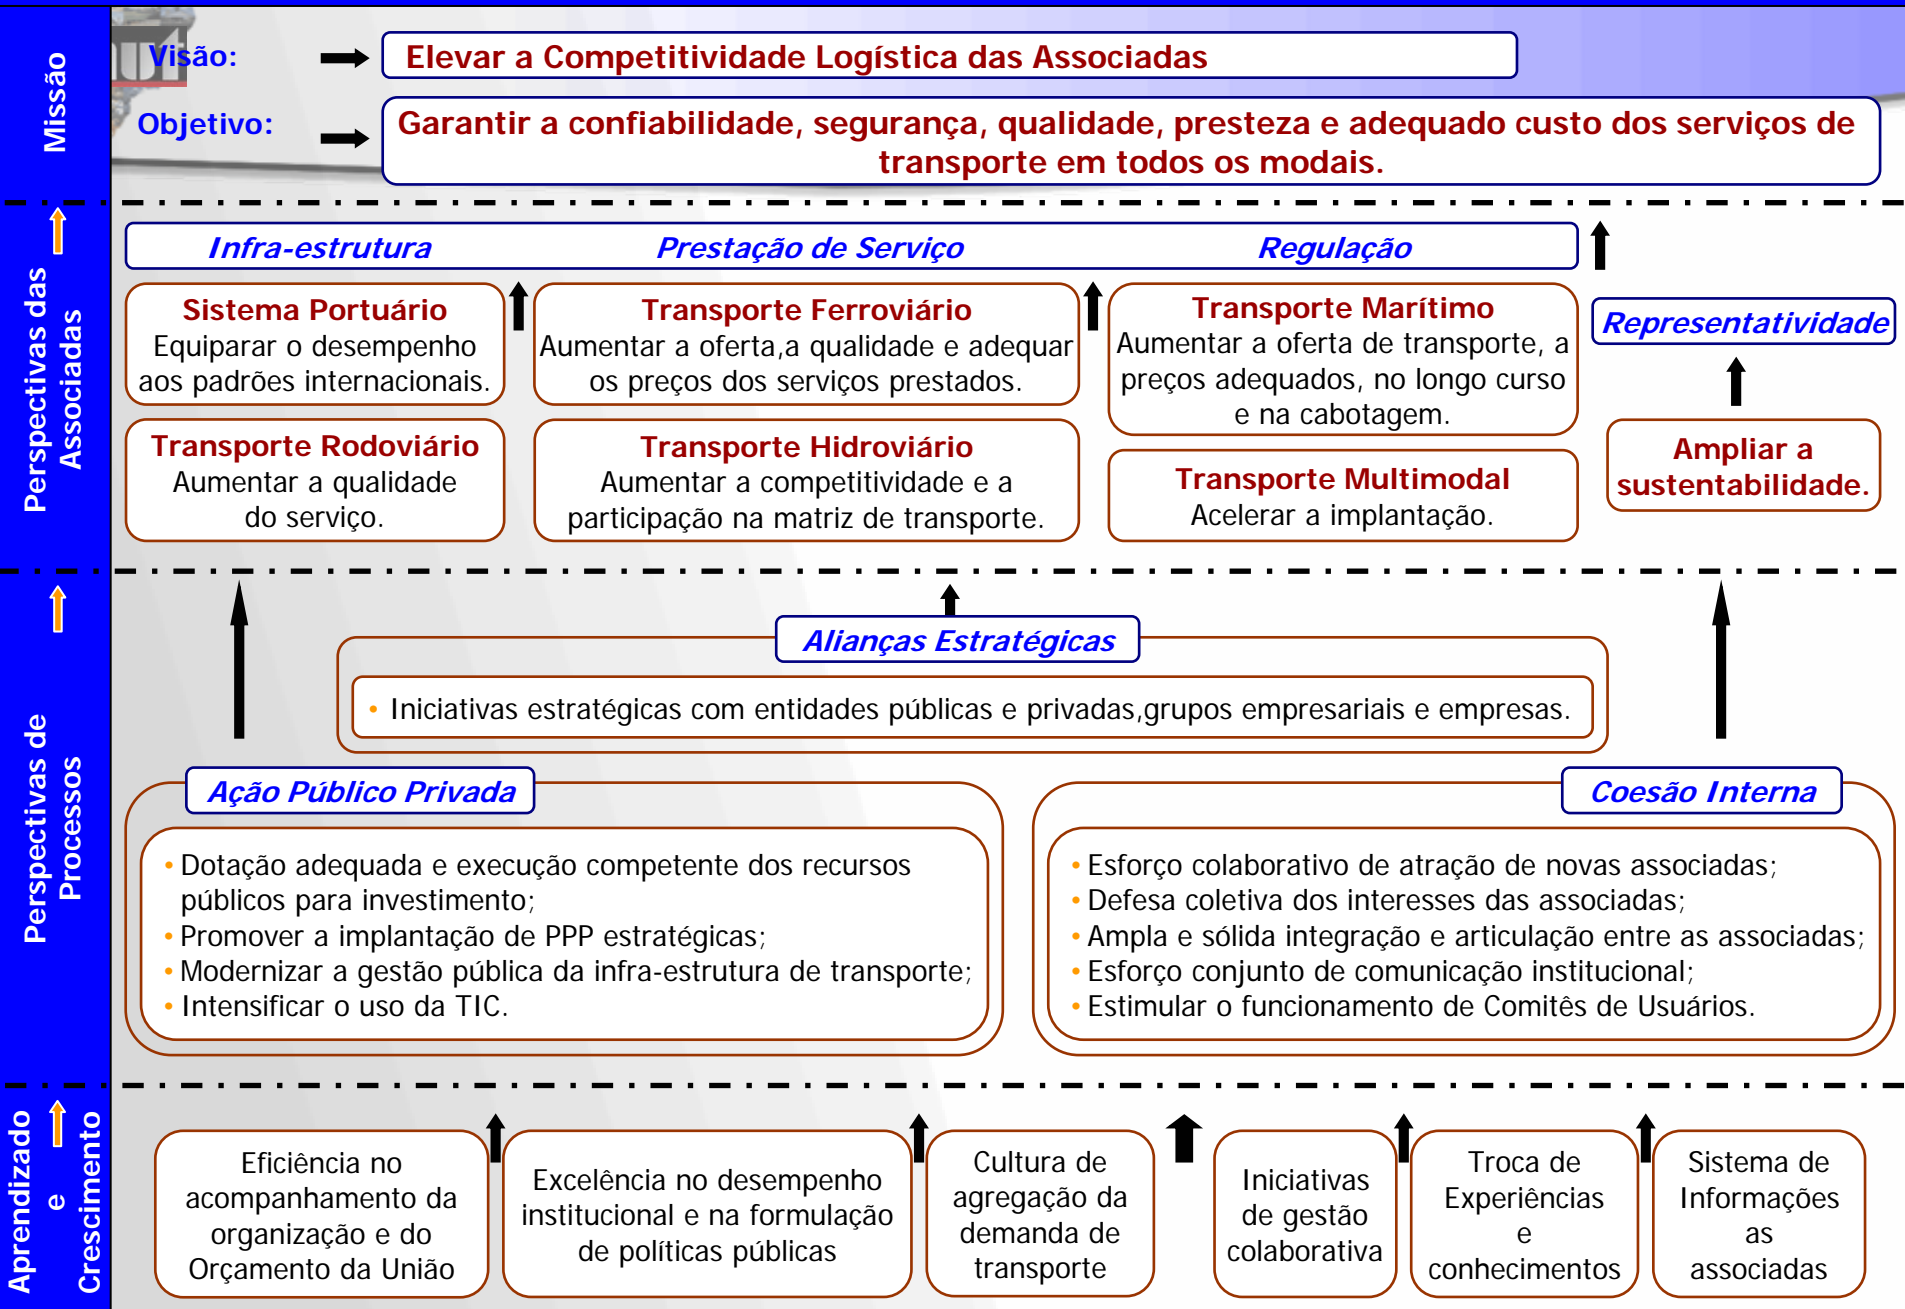 Missão
Visão:
Elevar a Competitividade Logística das Associadas
Objetivo:
Garantir a confiabilidade, segurança, qualidade, presteza e adequado custo dos serviços de
transporte em todos os modais.
Perspectivas das
Associadas
Infra-estrutura
Prestação de Serviço
Regulação
Sistema Portuário
Equiparar o desempenho
aos padrões internacionais.
Transporte Ferroviário
Aumentar a oferta,a qualidade e adequar
os preços dos serviços prestados.
Transporte Marítimo
Aumentar a oferta de transporte, a
preços adequados, no longo curso
e na cabotagem.
Representatividade
Transporte Rodoviário
Aumentar a qualidade
do serviço.
Transporte Hidroviário
Aumentar a competitividade e a
participação na matriz de transporte.
Transporte Multimodal
Acelerar a implantação.
Ampliar a
sustentabilidade.
Perspectivas de
Processos
Alianças Estratégicas
• Iniciativas estratégicas com entidades públicas e privadas,grupos empresariais e empresas.
Ação Público Privada
• Dotação adequada e execução competente dos recursos
públicos para investimento;
• Promover a implantação de PPP estratégicas;
• Modernizar a gestão pública da infra-estrutura de transporte;
• Intensificar o uso da TIC.
Coesão Interna
• Esforço colaborativo de atração de novas associadas;
• Defesa coletiva dos interesses das associadas;
• Ampla e sólida integração e articulação entre as associadas;
• Esforço conjunto de comunicação institucional;
• Estimular o funcionamento de Comitês de Usuários.
Aprendizado
e
Crescimento
Eficiência no
acompanhamento da
organização e do
Orçamento da União
Excelência no desempenho
institucional e na formulação
de políticas públicas
Cultura de
agregação da
demanda de
transporte
Iniciativas
de gestão
colaborativa
Troca de
Experiências
e
conhecimentos
Sistema de
Informações
as
associadas